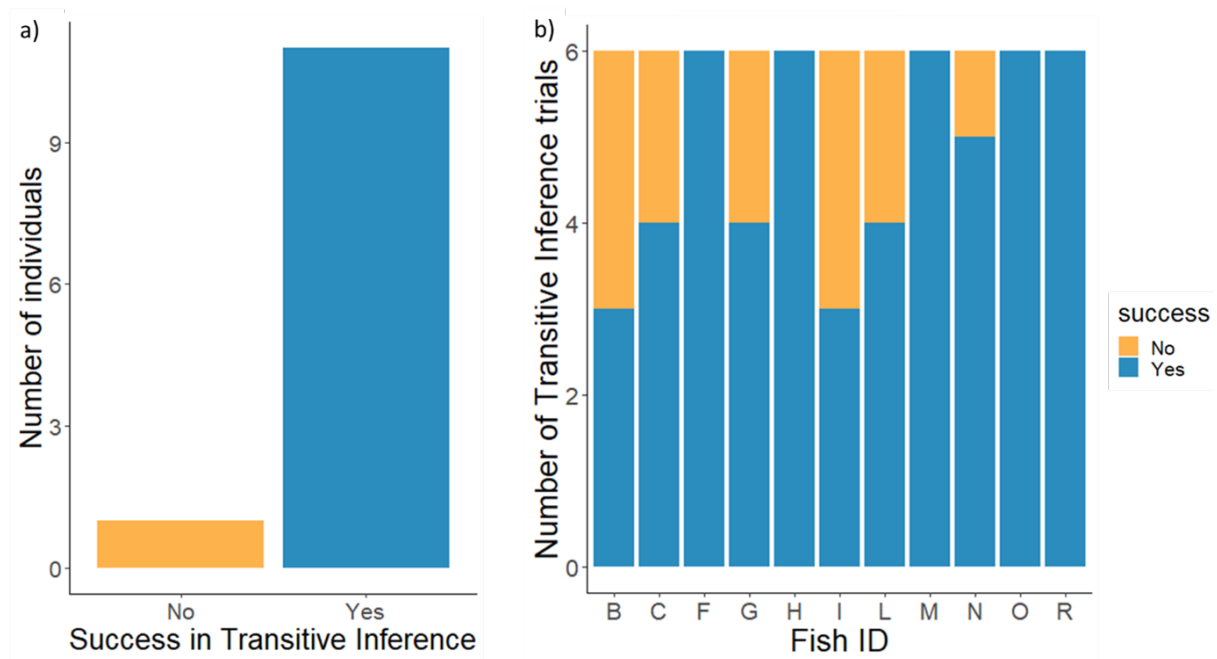 a)
Number of individuals
9
6
3
0
No
Yes
Success in Transitive Inference
b)
Number of Transitive Inference trials
6
4
2
0
B C F G H I L M N O R
Fish ID
success
No
Yes